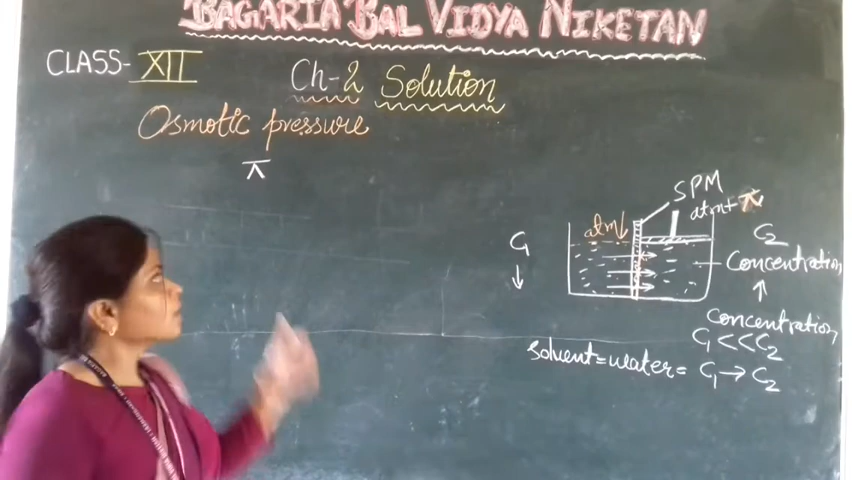 BAGARIA BAL VIDYA NIKETAN
CLASS- XII
Ch-2 Solution
Osmotic pressure
π
SPM
atm+ π
atm↓
C1
↓
C2
Concentration
↑
Concentration
C1 << C2
Solvent = water = C1 → C2